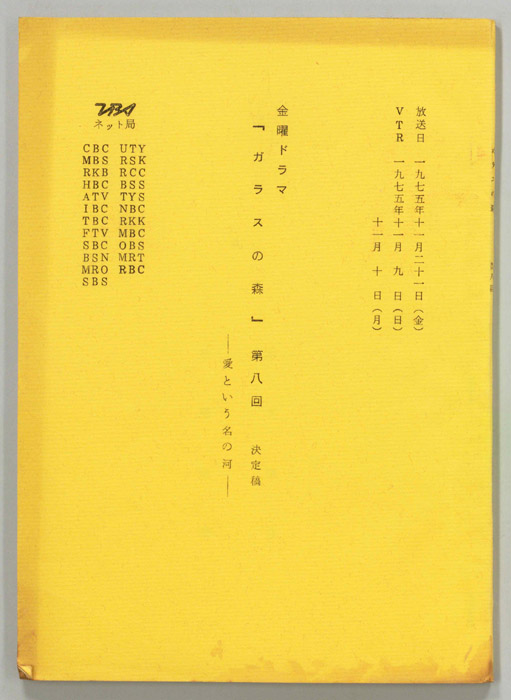 放送日 一九七五年十一月二十一日（金）
VTR 一九七五年十一月 九 日（日）
十一月 十 日（月）
金曜ドラマ
『ガラスの森』第八回 決定稿
――愛という名の河――
TBS
ネット局
CBC UTY
MBS RSK
RKB RCC
HBC BSS
ATV TYS
IBC NBC
TBC RKK
FTV MBC
SBC OBS
BSN MRT
MRO RBC
SBS